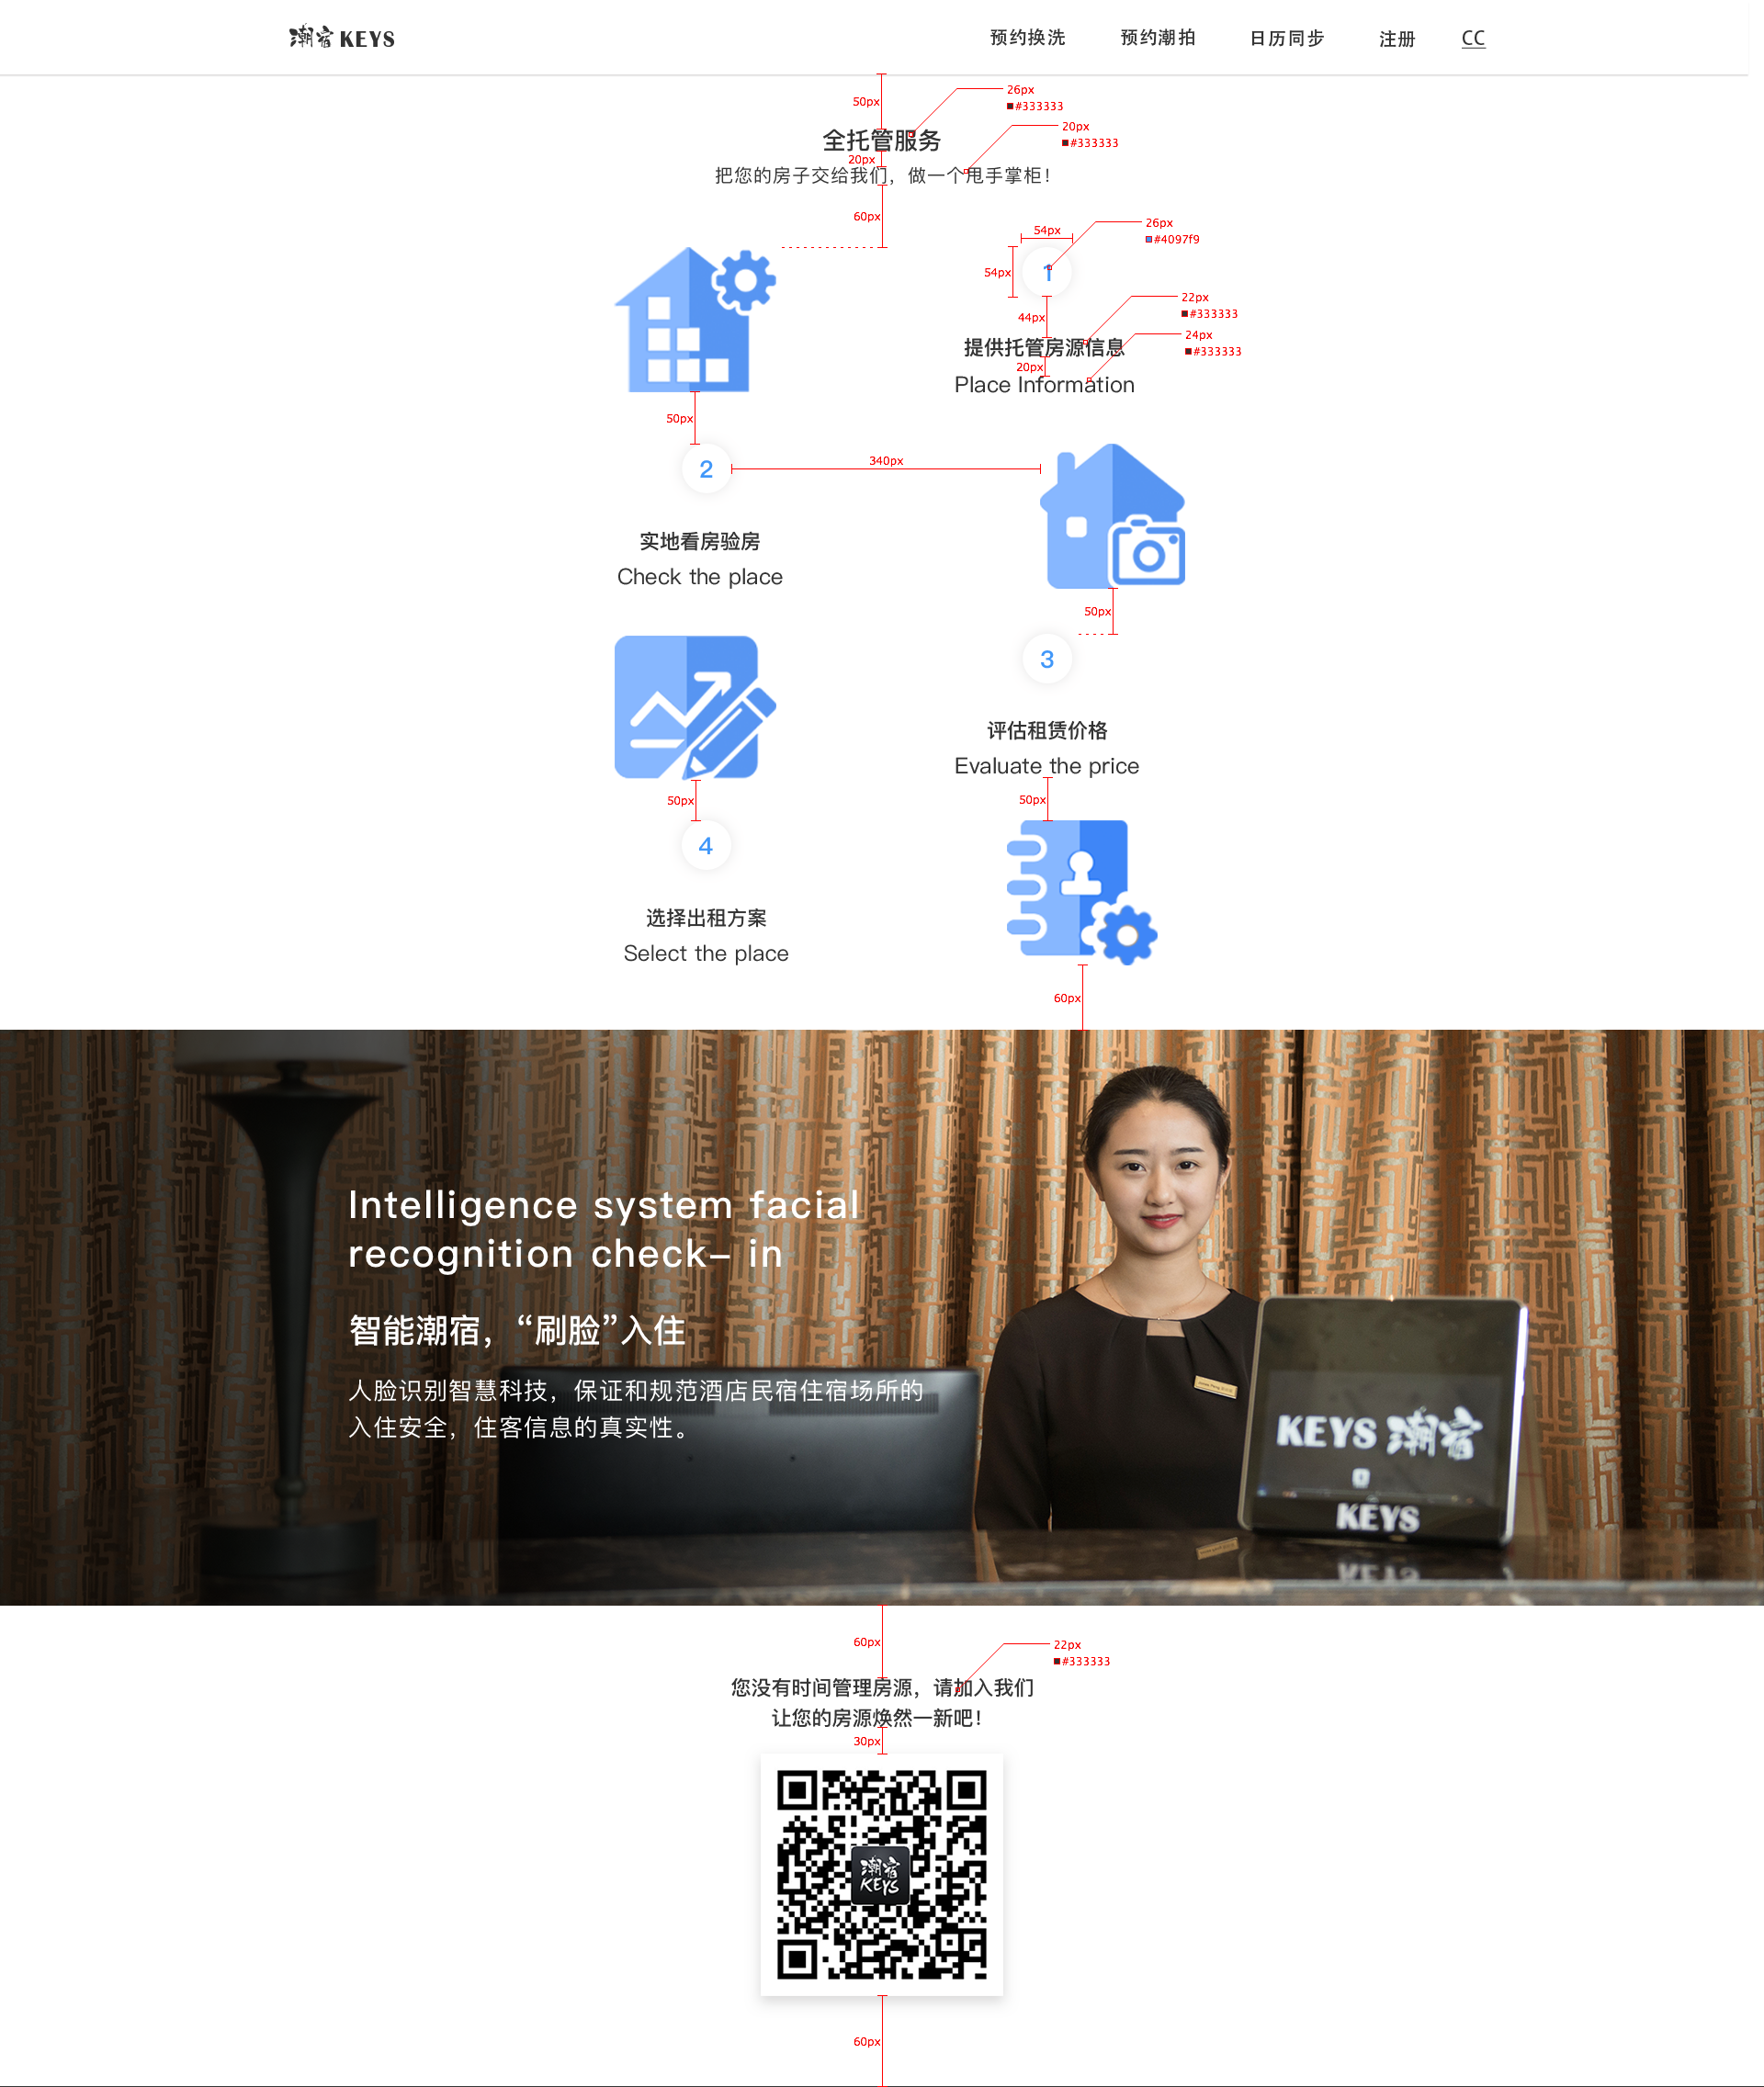 潮宿 KEYS
预约换洗
预约潮拍
日历同步
注册
CC
50px
26px
#333333
20px
#333333
全托管服务
20px
把您的房子交给我们，做一个甩手掌柜！
60px
54px
26px
#4097f9
54px
1
44px
22px
#333333
24px
#333333
提供托管房源信息
20px
Place Information
50px
2
340px
实地看房验房
Check the place
50px
3
评估租赁价格
Evaluate the price
50px
50px
4
选择出租方案
Select the place
60px
Intelligence system facial
recognition check– in
智能潮宿，“刷脸”入住
人脸识别智慧科技，保证和规范酒店民宿住宿场所的
入住安全，住客信息的真实性。
KEYS 潮宿
KEYS
60px
22px
#333333
您没有时间管理房源，请加入我们
让您的房源焕然一新吧！
30px
潮宿
KEYS
60px